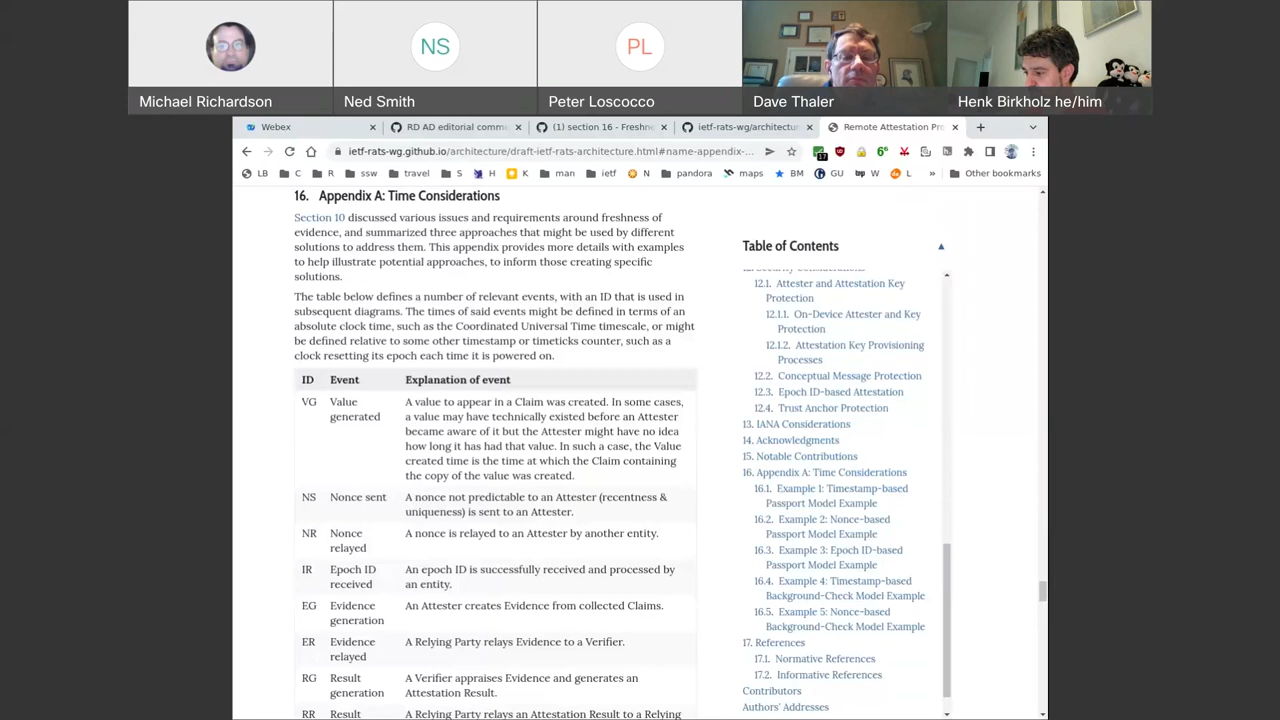 NS
PL
Michael Richardson
Ned Smith
Peter Loscocco
Dave Thaler
Henk Birkholz he/him
Webex
RD AD editorial comme
(1) section 16 - Freshne
ietf-rats-wg/architectu
Remote Attestation Pro
ietf-rats-wg.github.io/architecture/draft-ietf-rats-architecture.html#name-appendix-...
17
6⁶
LB
C
R
ssw
travel
S
H
K
man
ietf
N
pandora
maps
BM
GU
W
L
»
Other bookmarks
16. Appendix A: Time Considerations
Section 10 discussed various issues and requirements around freshness of
evidence, and summarized three approaches that might be used by different
solutions to address them. This appendix provides more details with examples
to help illustrate potential approaches, to inform those creating specific
solutions.
The table below defines a number of relevant events, with an ID that is used in
subsequent diagrams. The times of said events might be defined in terms of an
absolute clock time, such as the Coordinated Universal Time timescale, or might
be defined relative to some other timestamp or timeticks counter, such as a
clock resetting its epoch each time it is powered on.
ID Event Explanation of event
VG Value A value to appear in a Claim was created. In some cases,
generated a value may have technically existed before an Attester
became aware of it but the Attester might have no idea
how long it has had that value. In such a case, the Value
created time is the time at which the Claim containing
the copy of the value was created.
NS Nonce sent A nonce not predictable to an Attester (recentness &
uniqueness) is sent to an Attester.
NR Nonce A nonce is relayed to an Attester by another entity.
relayed
IR Epoch ID An epoch ID is successfully received and processed by
received an entity.
EG Evidence An Attester creates Evidence from collected Claims.
generation
ER Evidence A Relying Party relays Evidence to a Verifier.
relayed
RG Result A Verifier appraises Evidence and generates an
generation Attestation Result.
RR Result A Relying Party relays an Attestation Result to a Relying
Table of Contents
12. Security Considerations
12.1. Attester and Attestation Key
Protection
12.1.1. On-Device Attester and Key
Protection
12.1.2. Attestation Key Provisioning
Processes
12.2. Conceptual Message Protection
12.3. Epoch ID-based Attestation
12.4. Trust Anchor Protection
13. IANA Considerations
14. Acknowledgments
15. Notable Contributions
16. Appendix A: Time Considerations
16.1. Example 1: Timestamp-based
Passport Model Example
16.2. Example 2: Nonce-based
Passport Model Example
16.3. Example 3: Epoch ID-based
Passport Model Example
16.4. Example 4: Timestamp-based
Background-Check Model Example
16.5. Example 5: Nonce-based
Background-Check Model Example
17. References
17.1. Normative References
17.2. Informative References
Contributors
Authors' Addresses